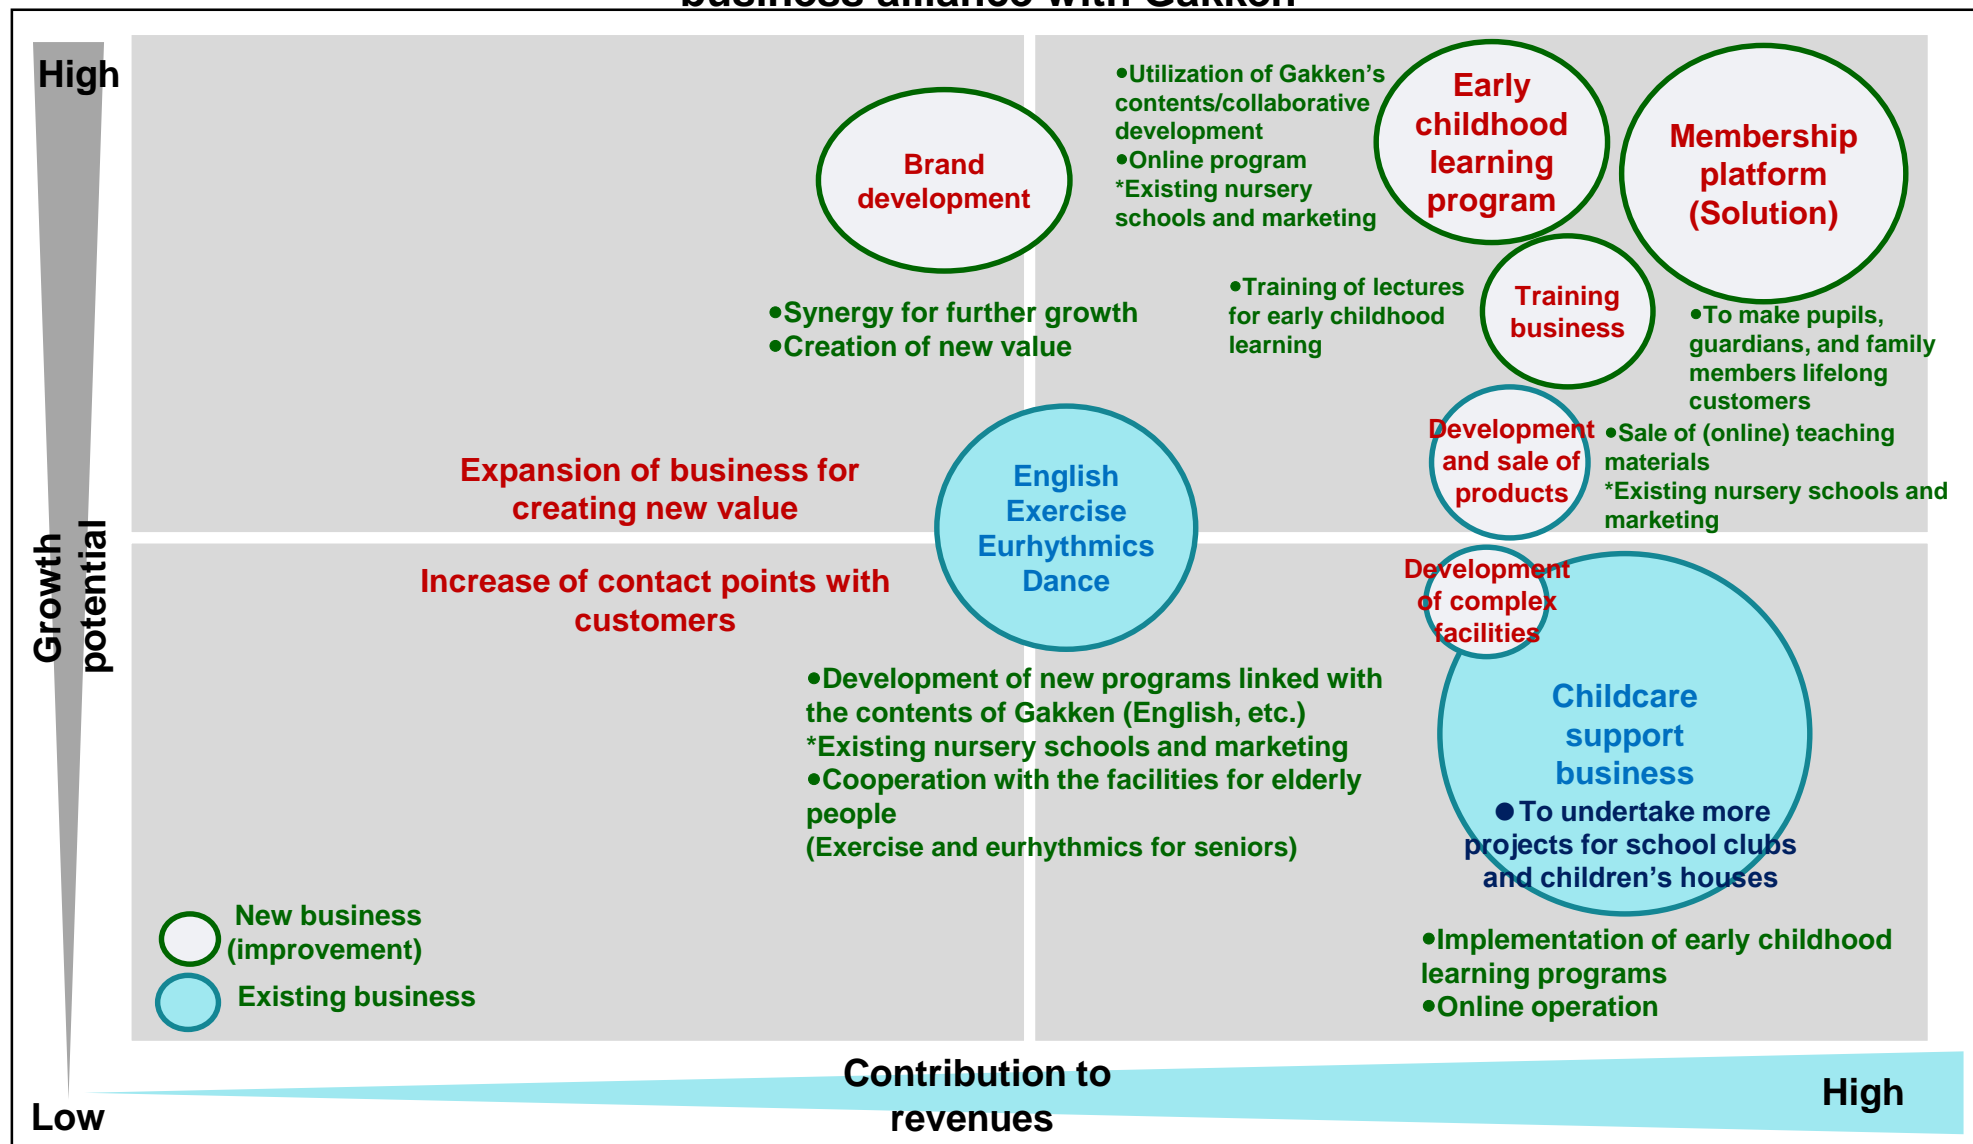 business alliance with Gakken
High
Growth
potential
Low
Brand
development
●Synergy for further growth
●Creation of new value
●Utilization of Gakken’s
contents/collaborative
development
●Online program
*Existing nursery
schools and marketing
Early
childhood
learning
program
Membership
platform
(Solution)
●Training of lectures
for early childhood
learning
Training
business
●To make pupils,
guardians, and family
members lifelong
customers
Development
and sale of
products
●Sale of (online) teaching
materials
*Existing nursery schools and
marketing
Expansion of business for
creating new value
Increase of contact points with
customers
English
Exercise
Eurhythmics
Dance
●Development of new programs linked with
the contents of Gakken (English, etc.)
*Existing nursery schools and marketing
●Cooperation with the facilities for elderly
people
(Exercise and eurhythmics for seniors)
Development
of complex
facilities
Childcare
support
business
●To undertake more
projects for school clubs
and children’s houses
●Implementation of early childhood
learning programs
●Online operation
New business
(improvement)
Existing business
Contribution to
revenues
High